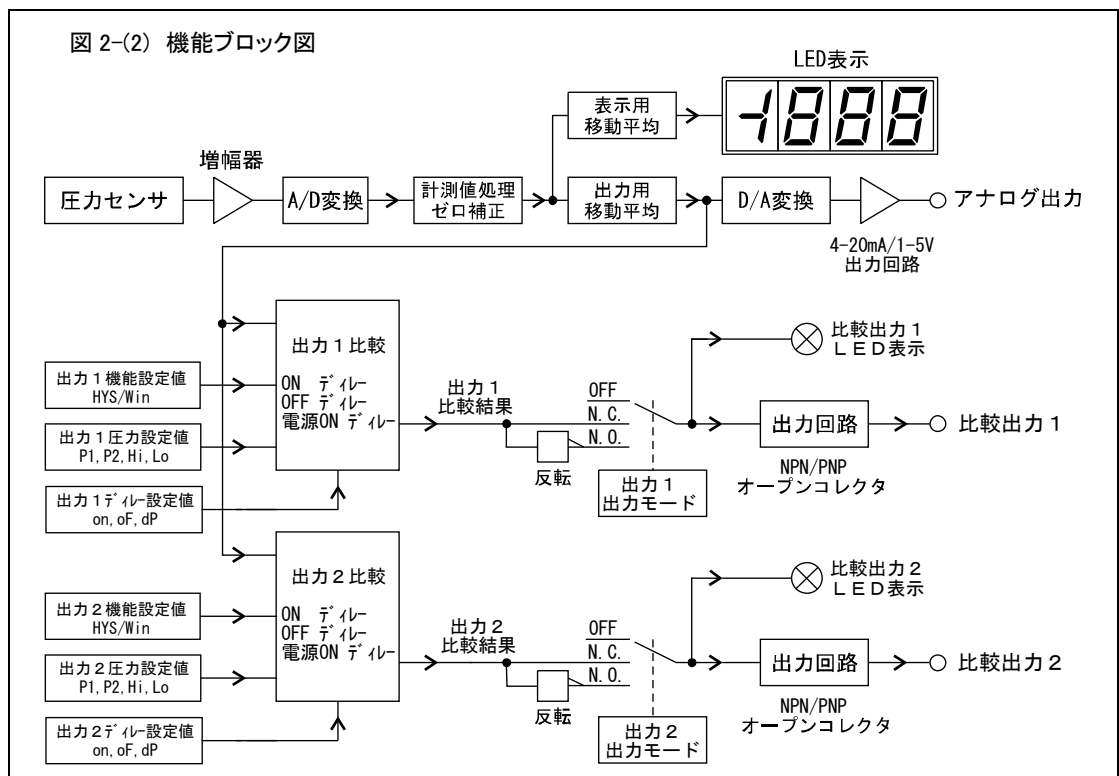 図 2-(2) 機能ブロック図
LED表示
-1888
表示用
移動平均
増幅器
圧力センサ
A/D変換
計測値処理
ゼロ補正
出力用
移動平均
D/A変換
アナログ出力
4-20mA/1-5V
出力回路
出力1比較
ON ディレー
OFF ディレー
電源ON ディレー
出力1機能設定値
HYS/Win
出力1圧力設定値
P1, P2, Hi, Lo
出力1ディレー設定値
on, oF, dP
出力1
比較結果
反転
OFF
N.C.
N.O.
出力1
出力モード
比較出力1
LED表示
出力回路
比較出力1
NPN/PNP
オープンコレクタ
出力2比較
ON ディレー
OFF ディレー
電源ON ディレー
出力2機能設定値
HYS/Win
出力2圧力設定値
P1, P2, Hi, Lo
出力2ディレー設定値
on, oF, dP
出力2
比較結果
反転
OFF
N.C.
N.O.
出力2
出力モード
比較出力2
LED表示
出力回路
比較出力2
NPN/PNP
オープンコレクタ